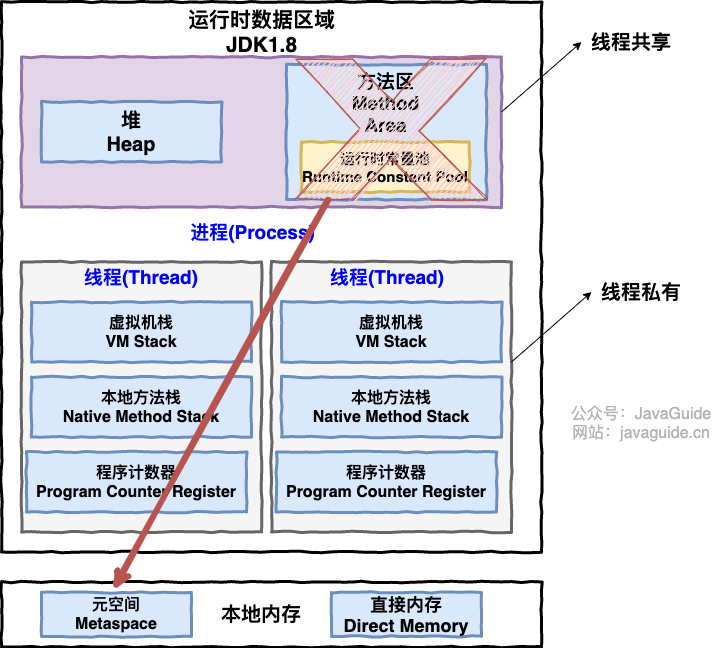 运行时数据区域
JDK1.8
线程共享
堆
Heap
方法区
Method
Area
运行时常量池
Runtime Constant Pool
进程(Process)
线程(Thread)
虚拟机栈
VM Stack
本地方法栈
Native Method Stack
程序计数器
Program Counter Register
线程(Thread)
虚拟机栈
VM Stack
本地方法栈
Native Method Stack
程序计数器
Program Counter Register
线程私有
公众号：JavaGuide
网站：javaguide.cn
元空间
Metaspace
本地内存
直接内存
Direct Memory